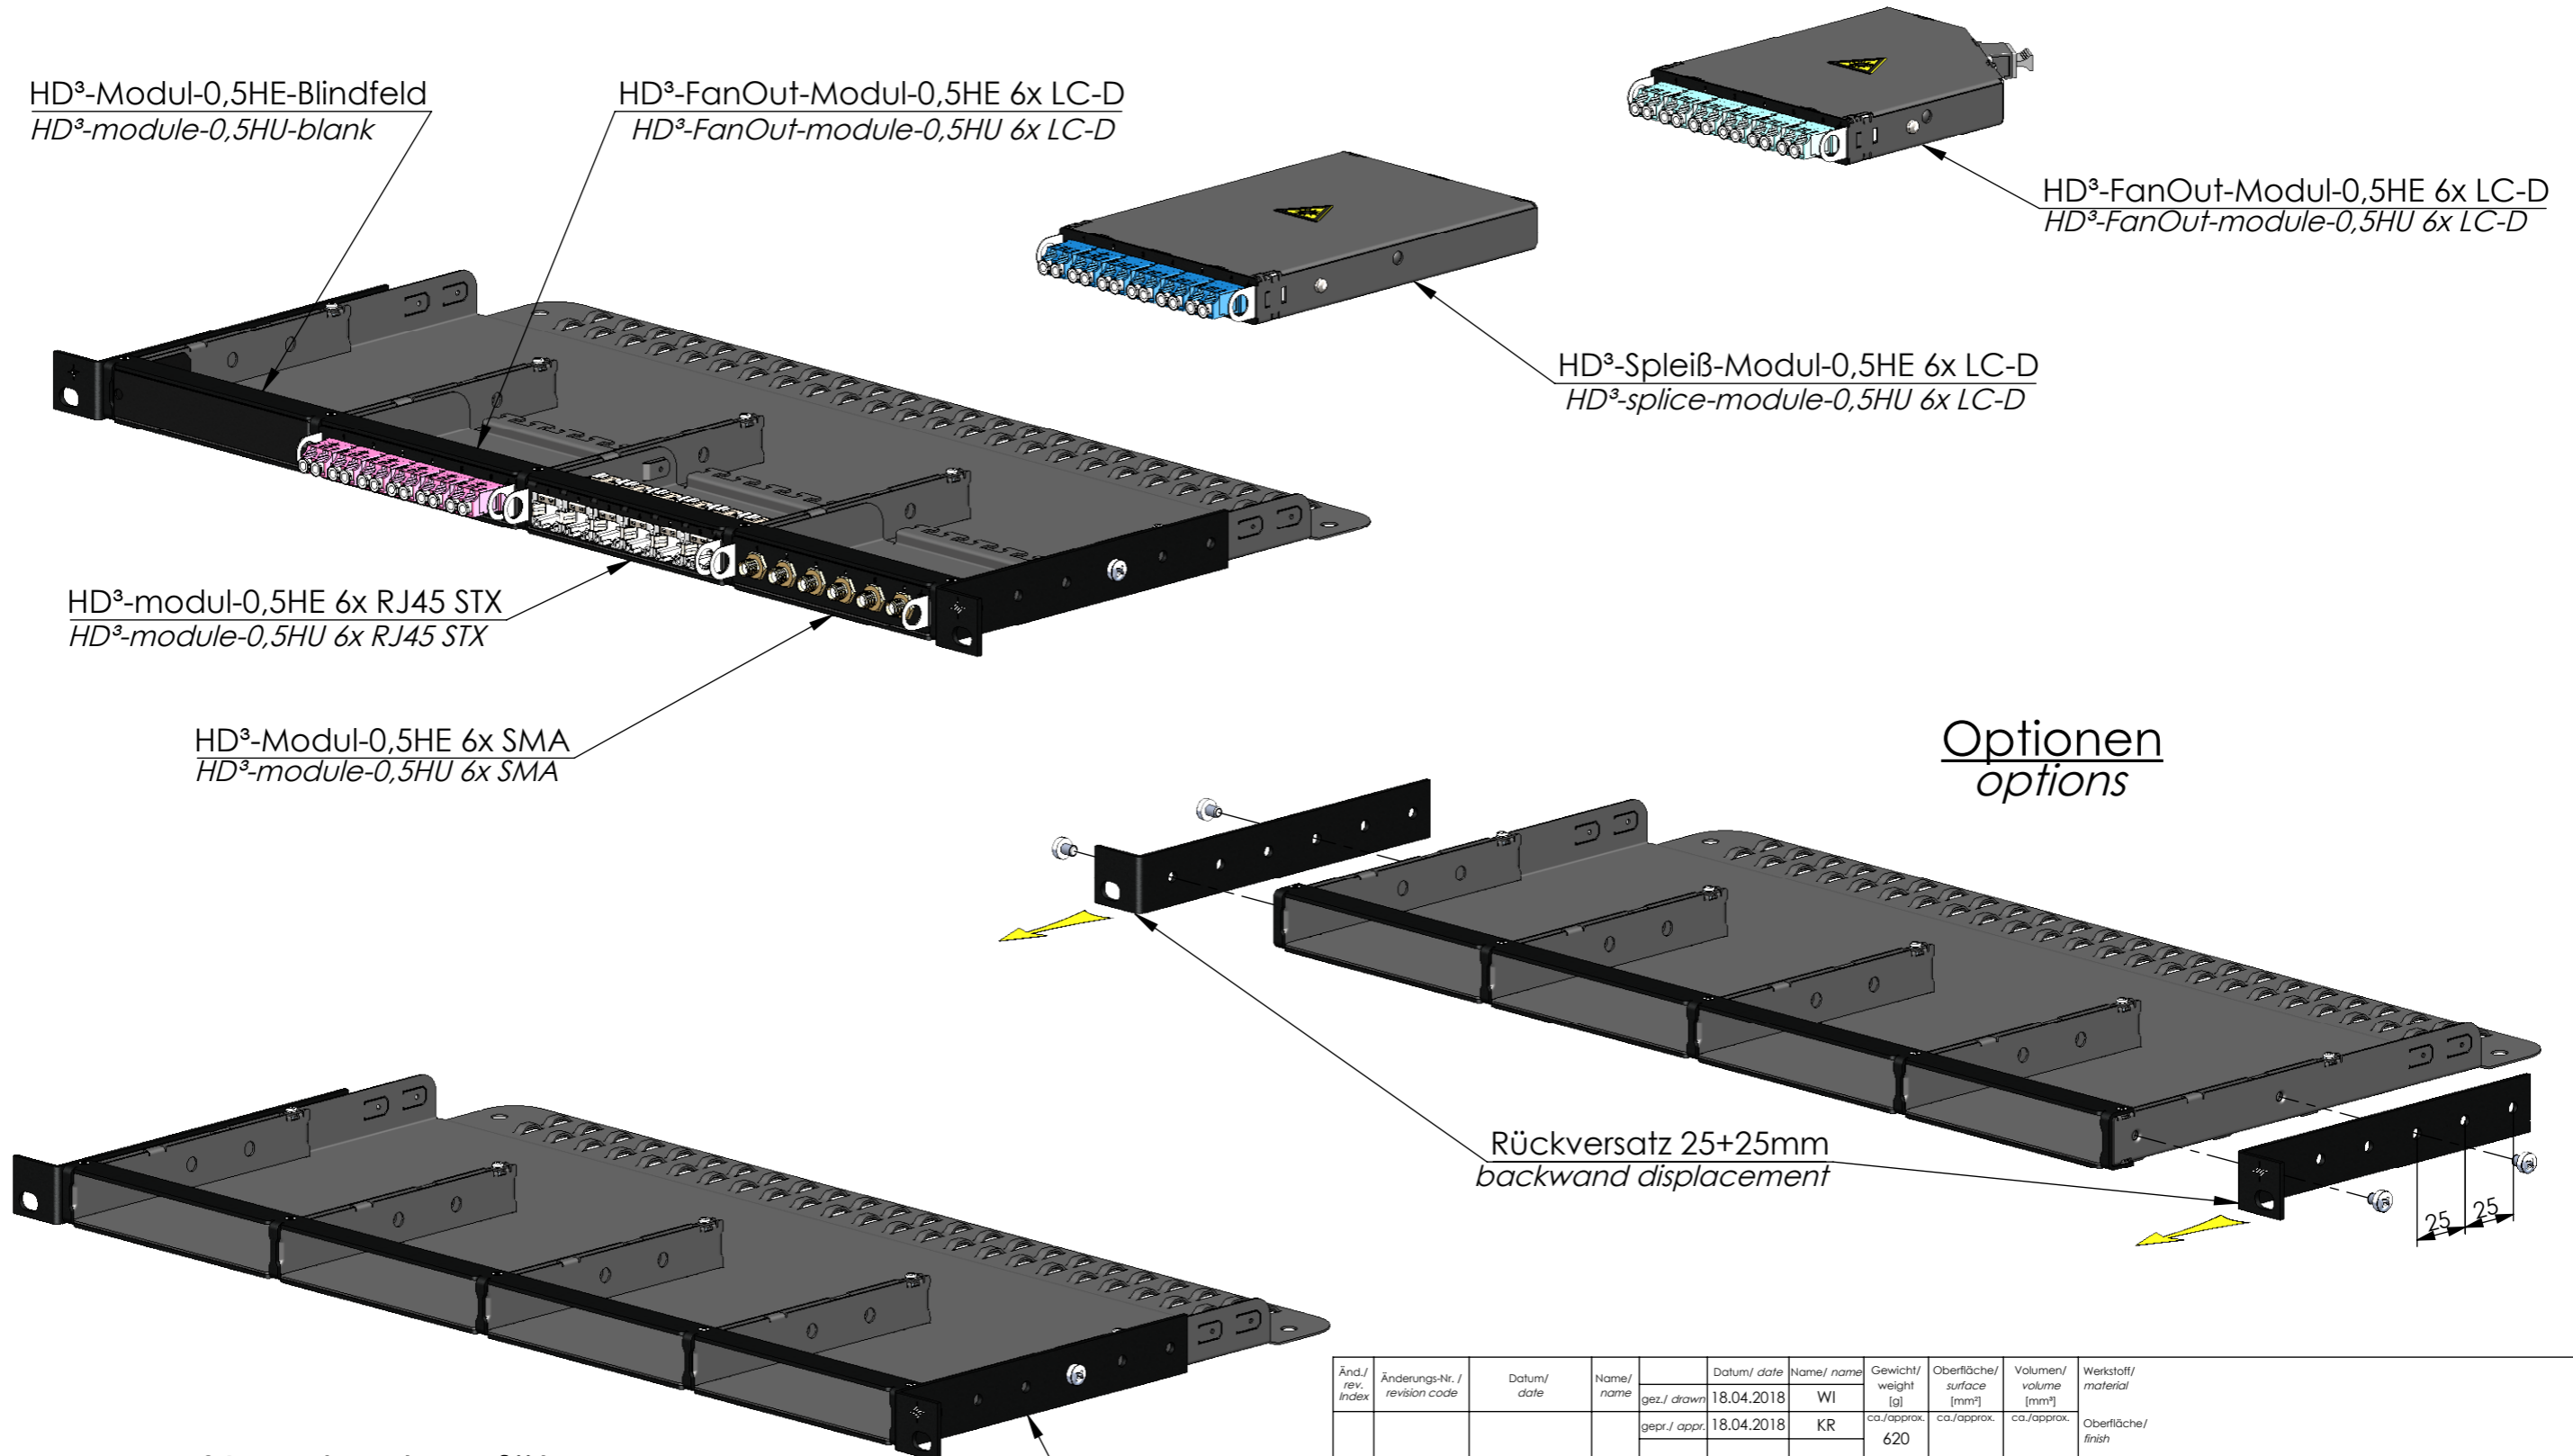 HD³-Modul-0,5HE-Blindfeld
HD³-module-0,5HU-blank
HD³-FanOut-Modul-0,5HE 6x LC-D
HD³-FanOut-module-0,5HU 6x LC-D
HD³-FanOut-Modul-0,5HE 6x LC-D
HD³-FanOut-module-0,5HU 6x LC-D
HD³-Spleiß-Modul-0,5HE 6x LC-D
HD³-splice-module-0,5HU 6x LC-D
HD³-modul-0,5HE 6x RJ45 STX
HD³-module-0,5HU 6x RJ45 STX
HD³-Modul-0,5HE 6x SMA
HD³-module-0,5HU 6x SMA
Optionen
options
Rückversatz 25+25mm
backwand displacement
25 25
Änd./ rev. Index
Änderungs-Nr. / revision code
Datum/ date
Name/ name
Datum/ date
Name/ name
Gewicht/ weight [g]
Oberfläche/ surface [mm²]
Volumen/ volume [mm³]
Werkstoff/ material
gez./ drawn 18.04.2018 WI
gepr./ appr. 18.04.2018 KR
ca./approx. 620
ca./approx.
ca./approx.
Oberfläche/ finish